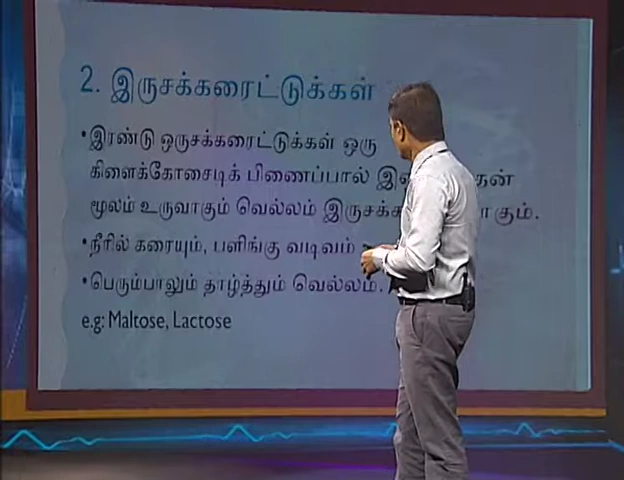 2. இருசக்கரைட்டுக்கள்
•இரண்டு ஒருசக்கரைட்டுக்கள் ஒரு
கிளைக்கோசைடிக் பிணைப்பால்
மூலம் உருவாகும் வெல்லம்
•நீரில் கரையும், பளிங்கு வடிவம்
•பெரும்பாலும் தாழ்த்தும் வெல்லம்.
e.g: Maltose, Lactose